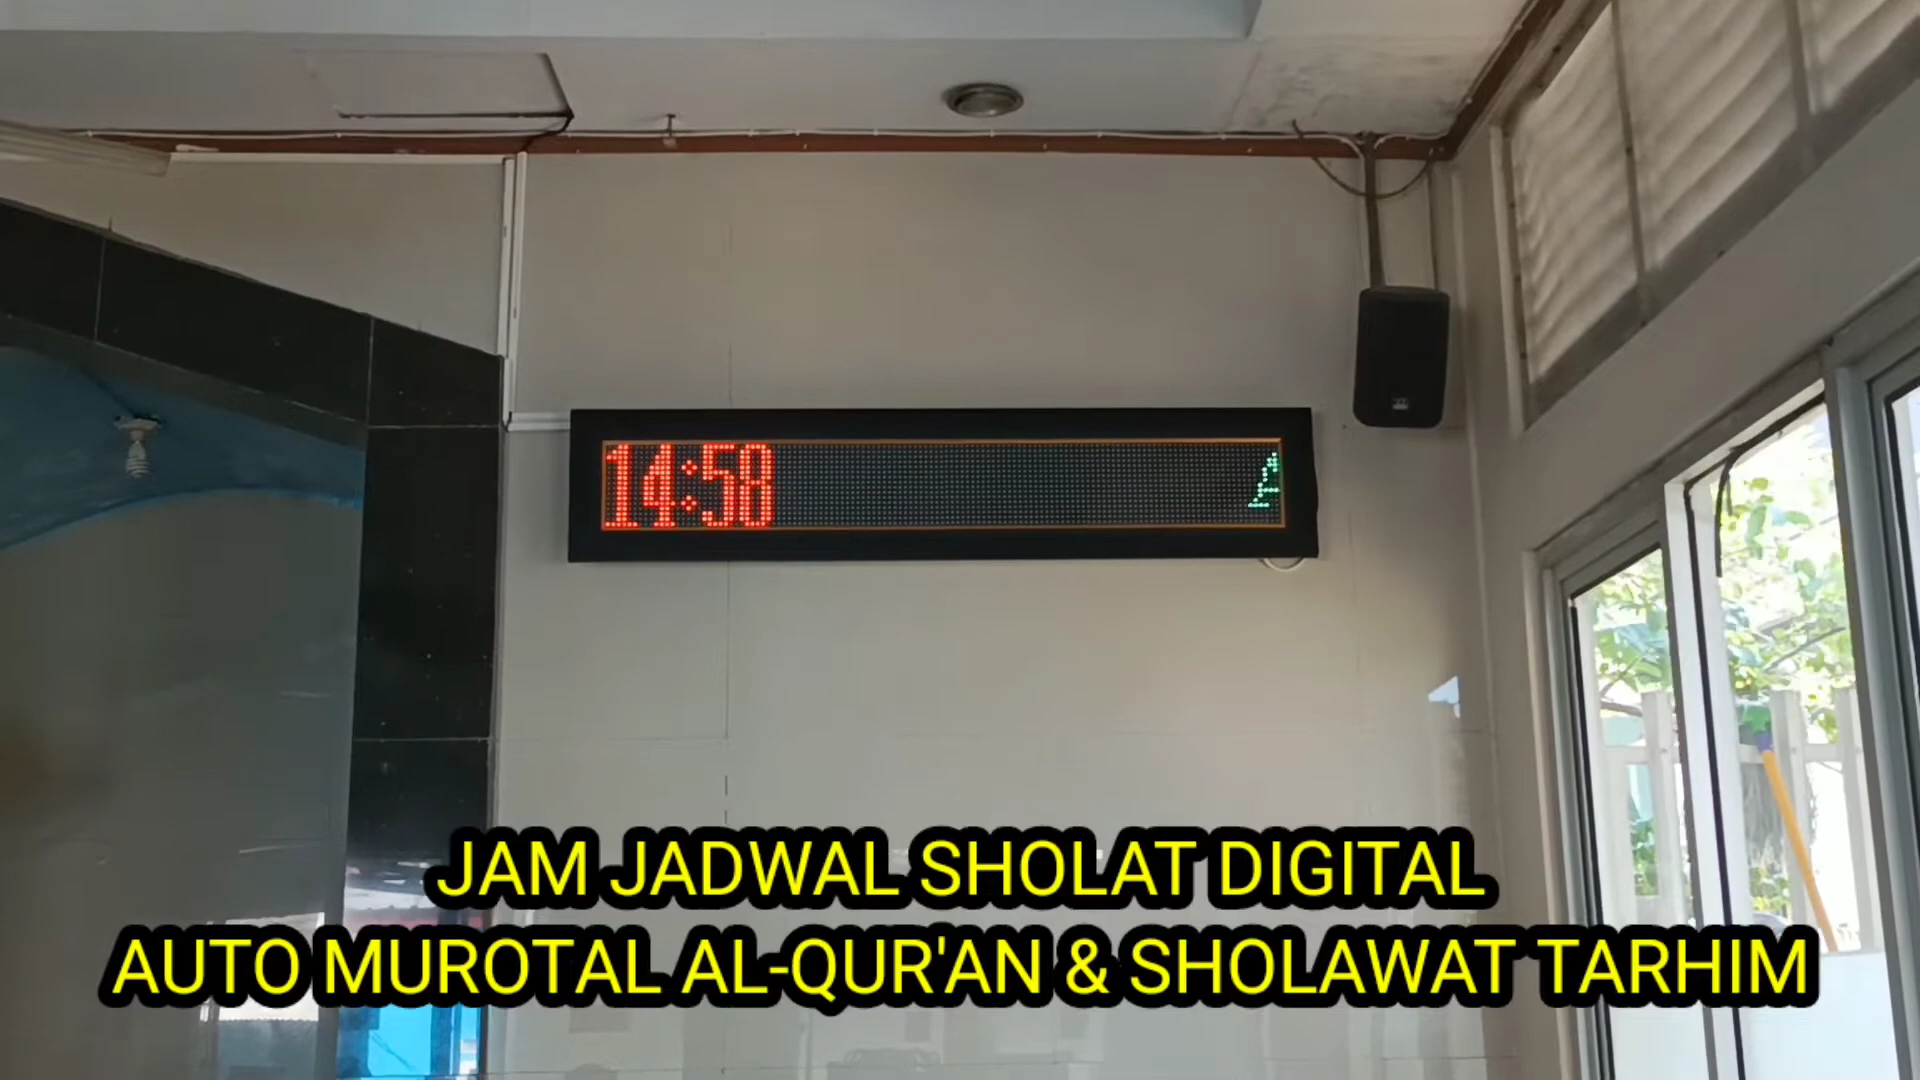 14:58
JAM JADWAL SHOLAT DIGITAL
AUTO MUROTAL AL-QUR'AN & SHOLAWAT TARHIM